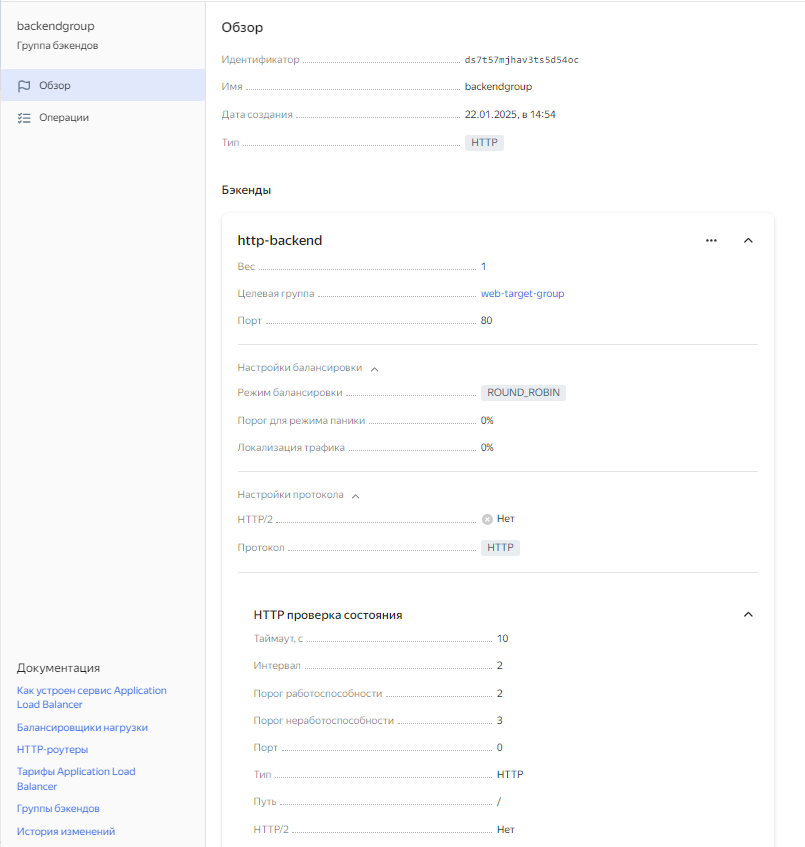 backendgroup
Группа бэкендов
Обзор
Операции
Документация
Как устроен сервис Application
Load Balancer
Балансировщики нагрузки
HTTP-роутеры
Тарифы Application Load
Balancer
Группы бэкендов
История изменений
Обзор
Идентификатор ds7t57mjhav3ts5d54oc
Имя backendgroup
Дата создания 22.01.2025, в 14:54
Тип HTTP
Бэкенды
http-backend
Вес 1
Целевая группа web-target-group
Порт 80
Настройки балансировки
Режим балансировки ROUND_ROBIN
Порог для режима паники 0%
Локализация трафика 0%
Настройки протокола
HTTP/2 Нет
Протокол HTTP
HTTP проверка состояния
Таймаут, с 10
Интервал 2
Порог работоспособности 2
Порог неработоспособности 3
Порт 0
Тип HTTP
Путь /
HTTP/2 Нет